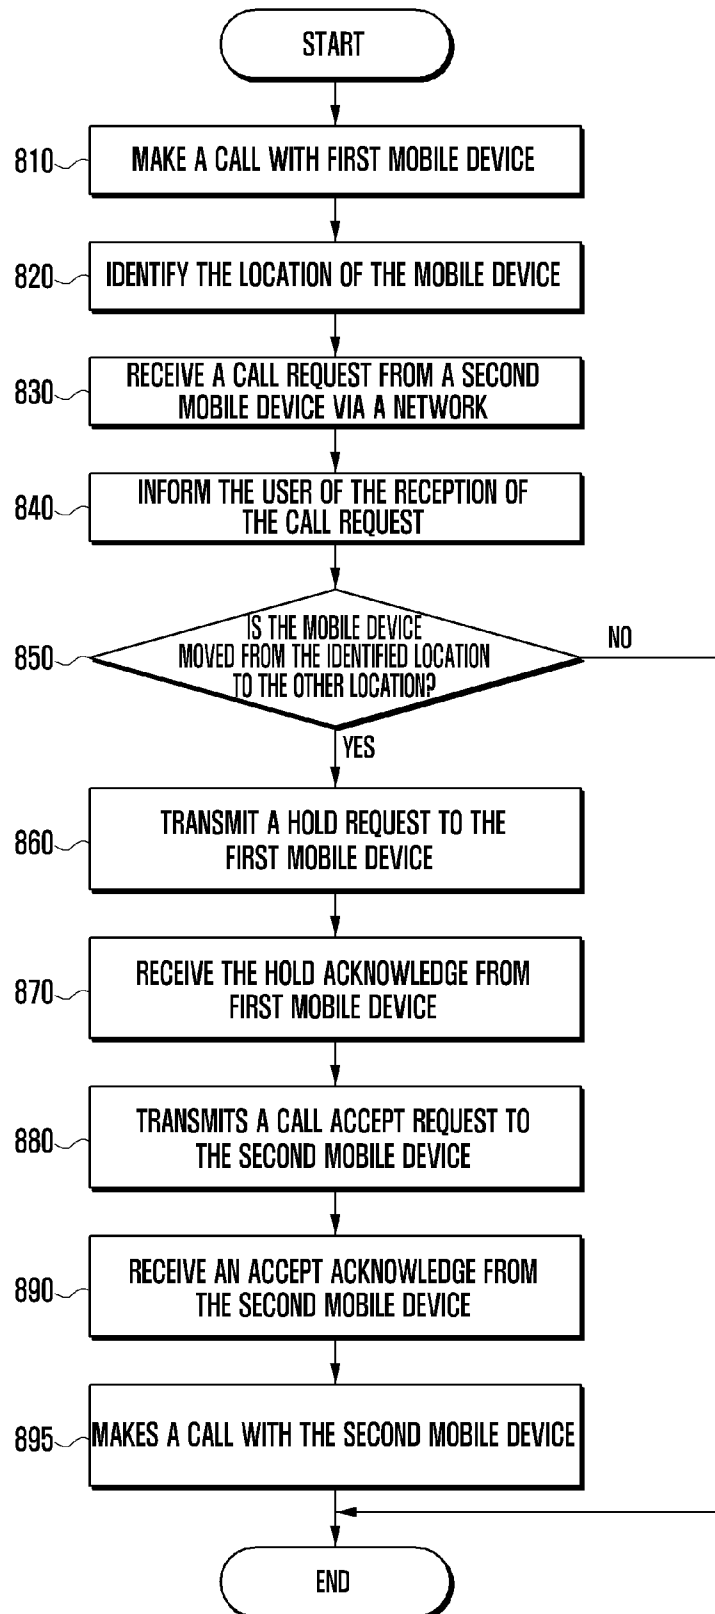 START
810
MAKE A CALL WITH FIRST MOBILE DEVICE
820
IDENTIFY THE LOCATION OF THE MOBILE DEVICE
830
RECEIVE A CALL REQUEST FROM A SECOND
MOBILE DEVICE VIA A NETWORK
840
INFORM THE USER OF THE RECEPTION OF
THE CALL REQUEST
850
IS THE MOBILE DEVICE
MOVED FROM THE IDENTIFIED LOCATION
TO THE OTHER LOCATION?
NO
YES
860
TRANSMIT A HOLD REQUEST TO THE
FIRST MOBILE DEVICE
870
RECEIVE THE HOLD ACKNOWLEDGE FROM
FIRST MOBILE DEVICE
880
TRANSMITS A CALL ACCEPT REQUEST TO
THE SECOND MOBILE DEVICE
890
RECEIVE AN ACCEPT ACKNOWLEDGE FROM
THE SECOND MOBILE DEVICE
895
MAKES A CALL WITH THE SECOND MOBILE DEVICE
END